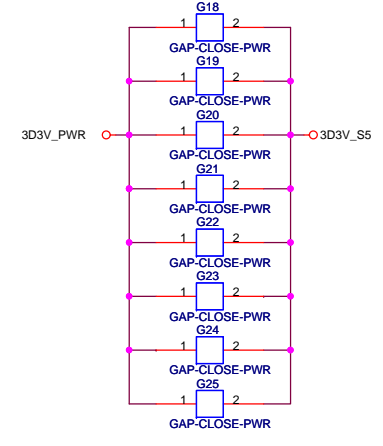 G18
1 2
GAP-CLOSE-PWR
G19
1 2
GAP-CLOSE-PWR
G20
3D3V_PWR 1 2 3D3V_S5
GAP-CLOSE-PWR
G21
1 2
GAP-CLOSE-PWR
G22
1 2
GAP-CLOSE-PWR
G23
1 2
GAP-CLOSE-PWR
G24
1 2
GAP-CLOSE-PWR
G25
1 2
GAP-CLOSE-PWR